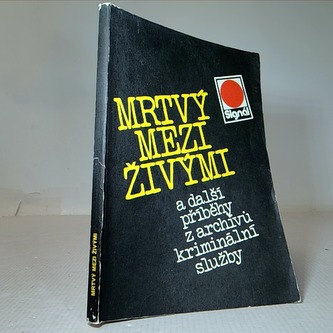 Signál
MRTVÝ
MEZI
ŽIVÝMI
a další
příběhy
z archivů
kriminální
služby
MRTVÝ MEZI ŽIVÝMI